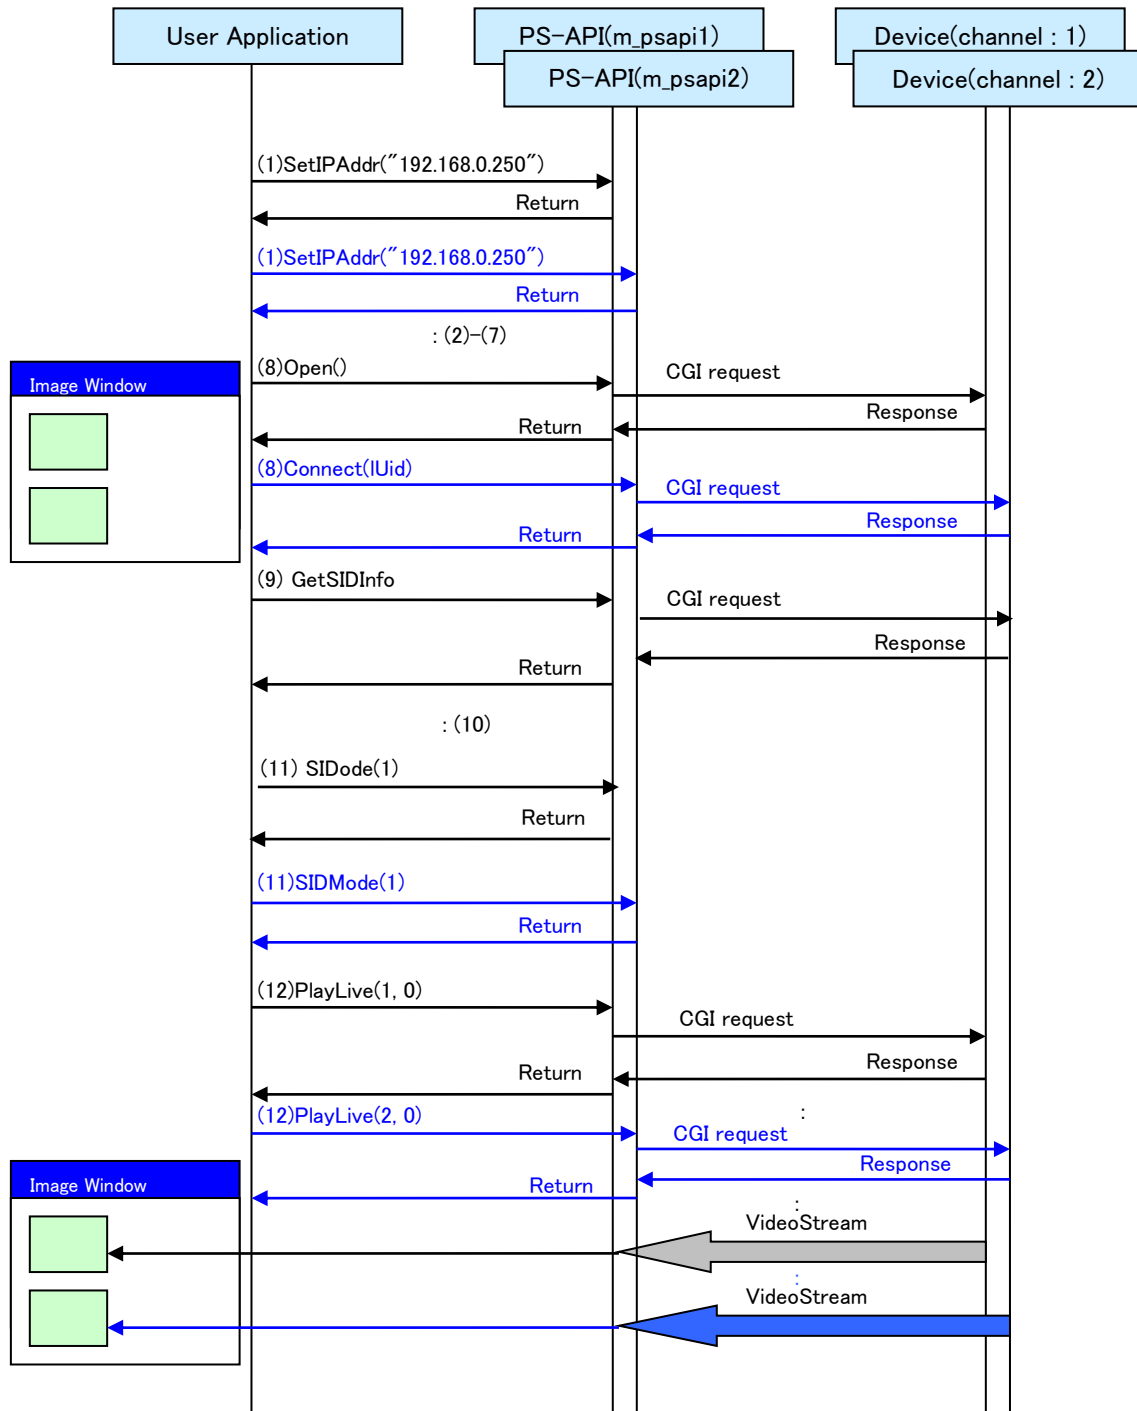 User Application
PS-API(m_psapi1)
Device(channel : 1)
PS-API(m_psapi2)
Device(channel : 2)
(1)SetIPAddr("192.168.0.250")
Return
(1)SetIPAddr("192.168.0.250")
Return
: (2)-(7)
(8)Open()
CGI request
Image Window
Response
Return
(8)Connect(lUid)
CGI request
Response
Return
(9) GetSIDInfo
CGI request
Response
Return
: (10)
(11) SIDode(1)
Return
(11)SIDMode(1)
Return
(12)PlayLive(1, 0)
CGI request
Response
Return
:
(12)PlayLive(2, 0)
CGI request
Response
Image Window
Return
:
VideoStream
:
VideoStream